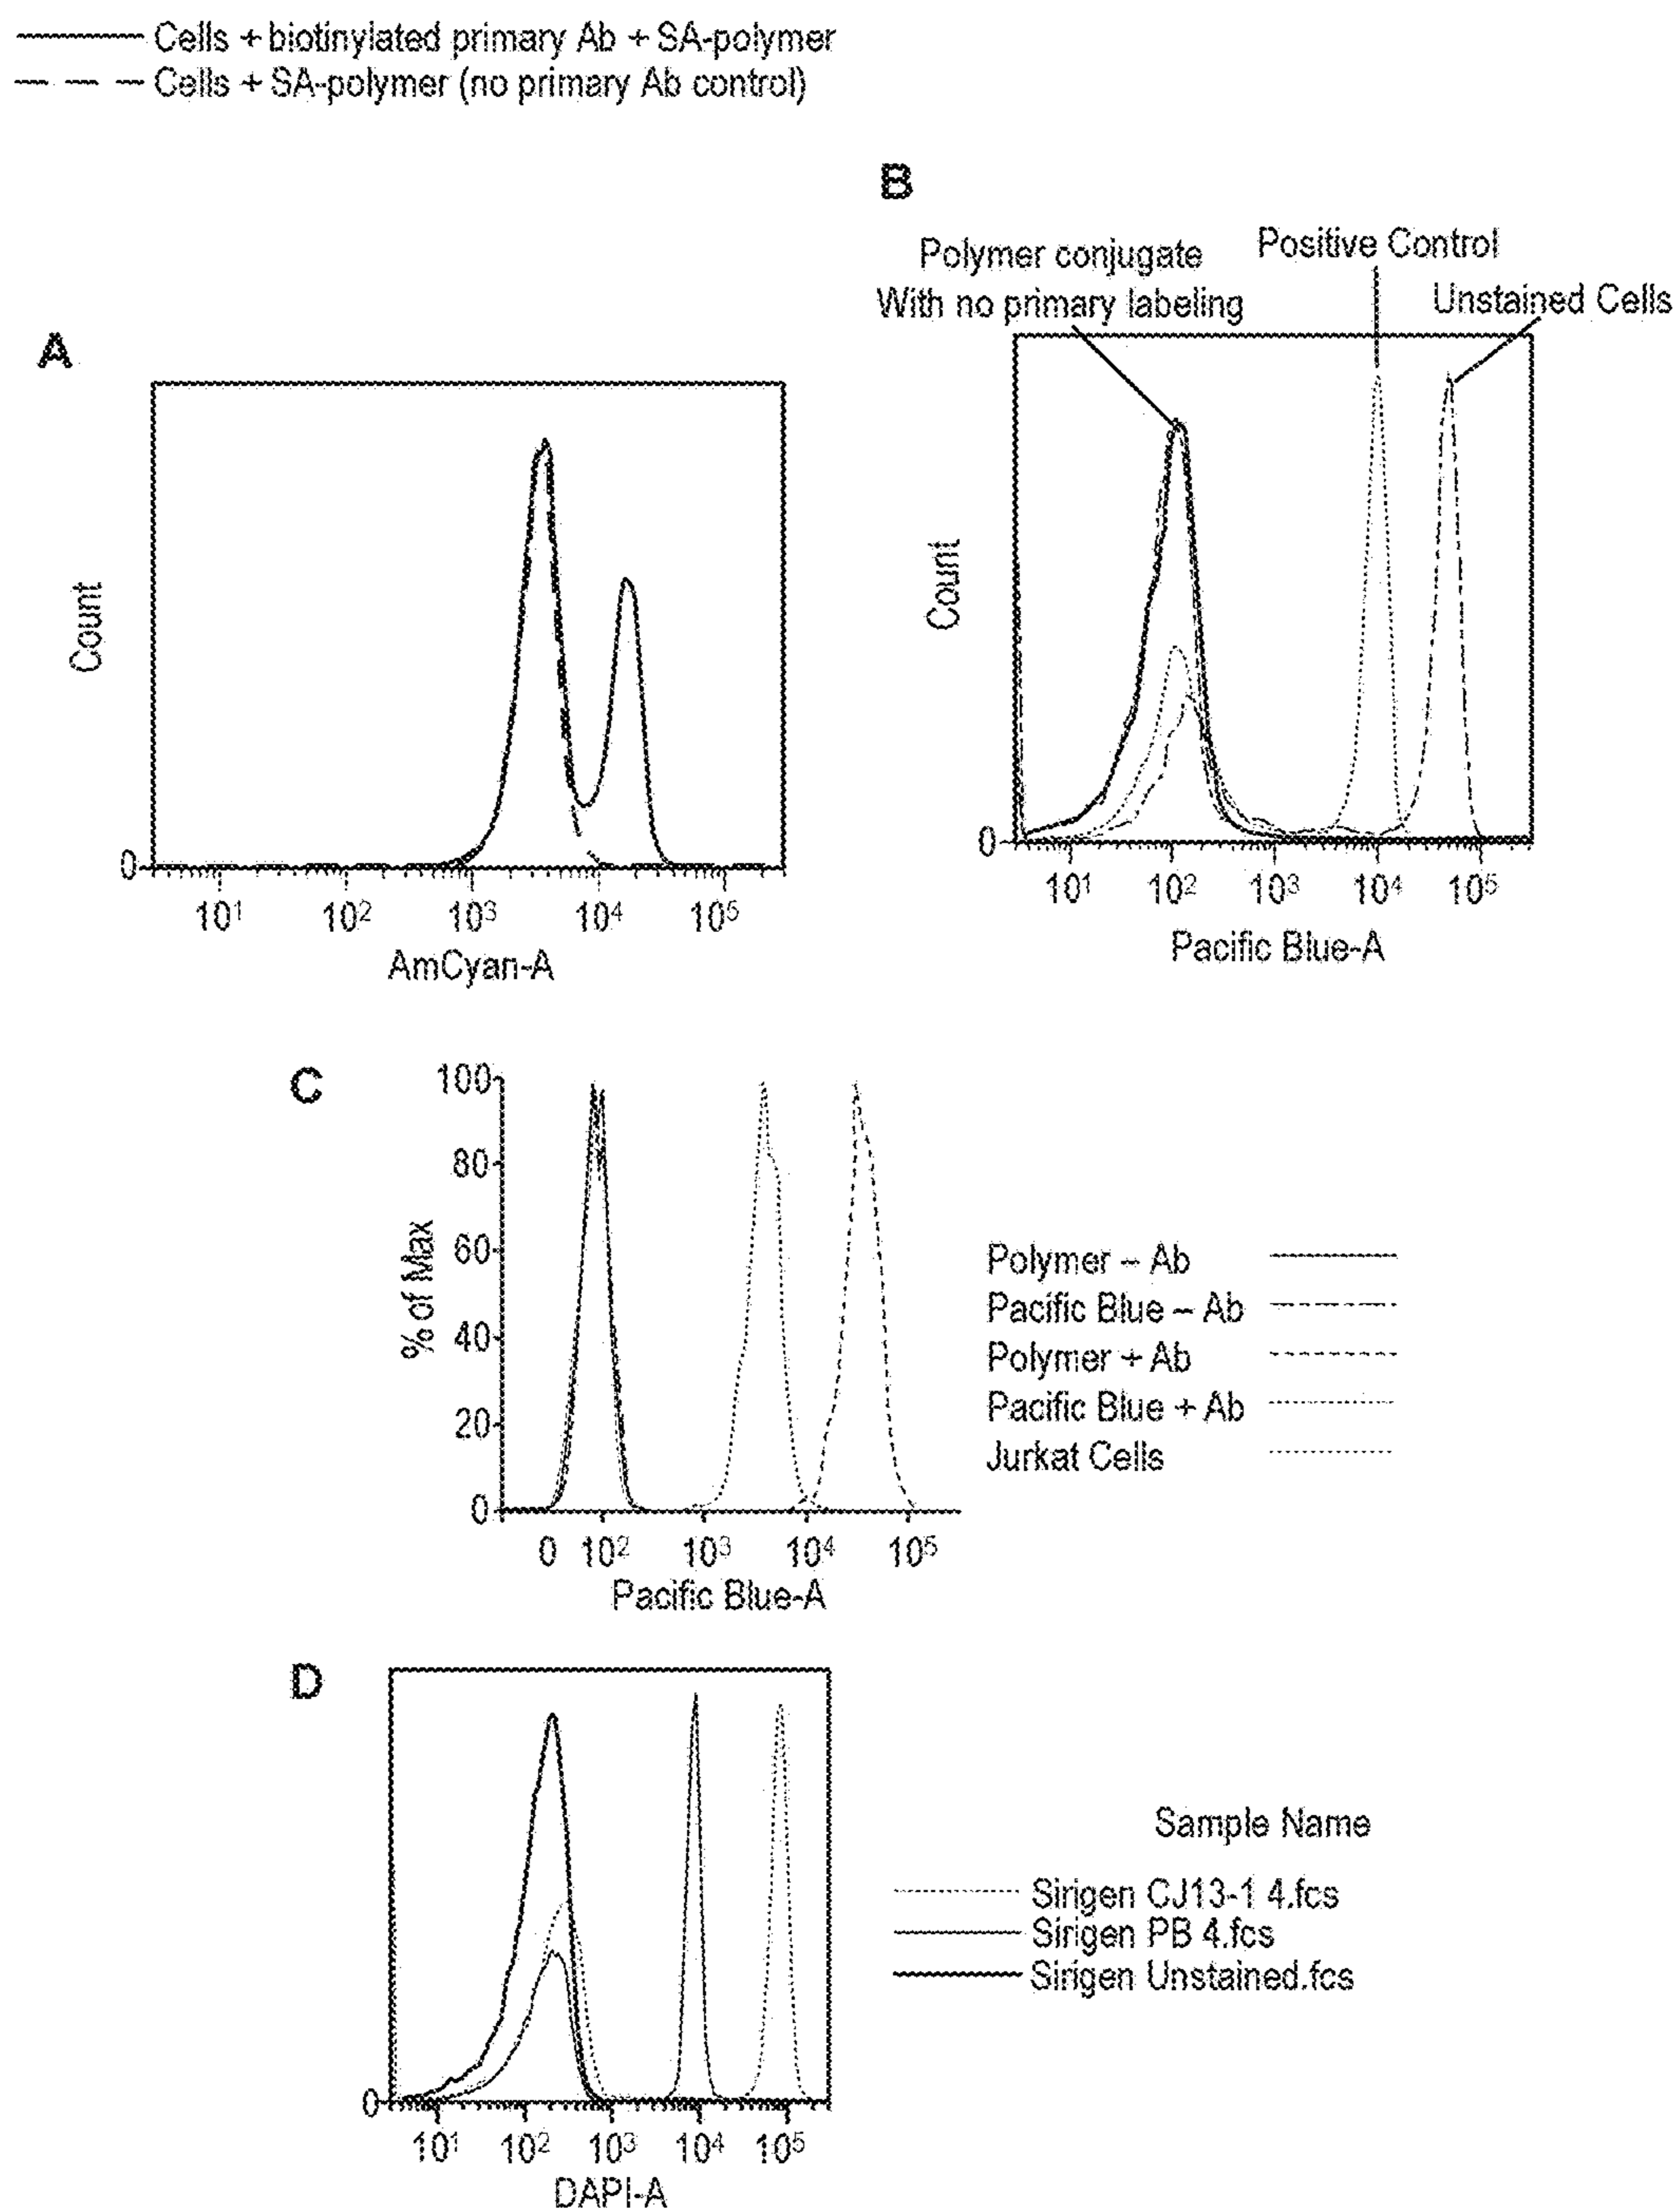 Cells + biotinylated primary Ab + SA-polymer
Cells + SA-polymer (no primary Ab control)
A
Count
0
10¹ 10² 10³ 10⁴ 10⁵
AmCyan-A
B
Polymer conjugate
With no primary labeling
Positive Control
Unstained Cells
Count
0
10¹ 10² 10³ 10⁴ 10⁵
Pacific Blue-A
C
% of Max
100
80
60
40
20
0
0 10² 10³ 10⁴ 10⁵
Pacific Blue-A
Polymer – Ab
Pacific Blue – Ab
Polymer + Ab
Pacific Blue + Ab
Jurkat Cells
D
0
10¹ 10² 10³ 10⁴ 10⁵
DAPI-A
Sample Name
Sirigen CJ13-1 4.fcs
Sirigen PB 4.fcs
Sirigen Unstained.fcs